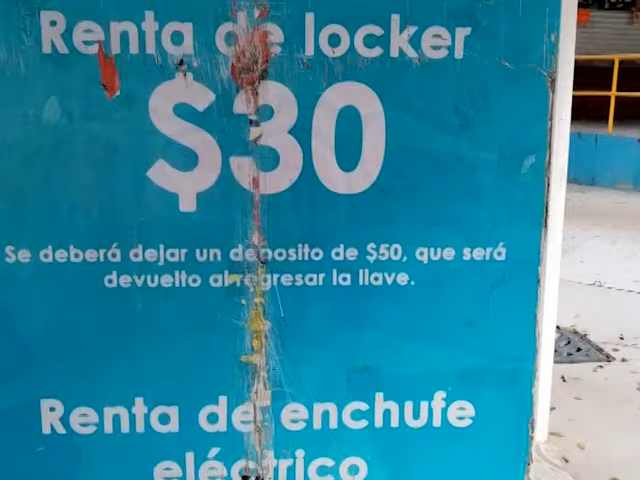 Renta de locker
$30
Se deberá dejar un deposito de $50, que será
devuelto al regresar la llave.
Renta de enchufe
eléctrico